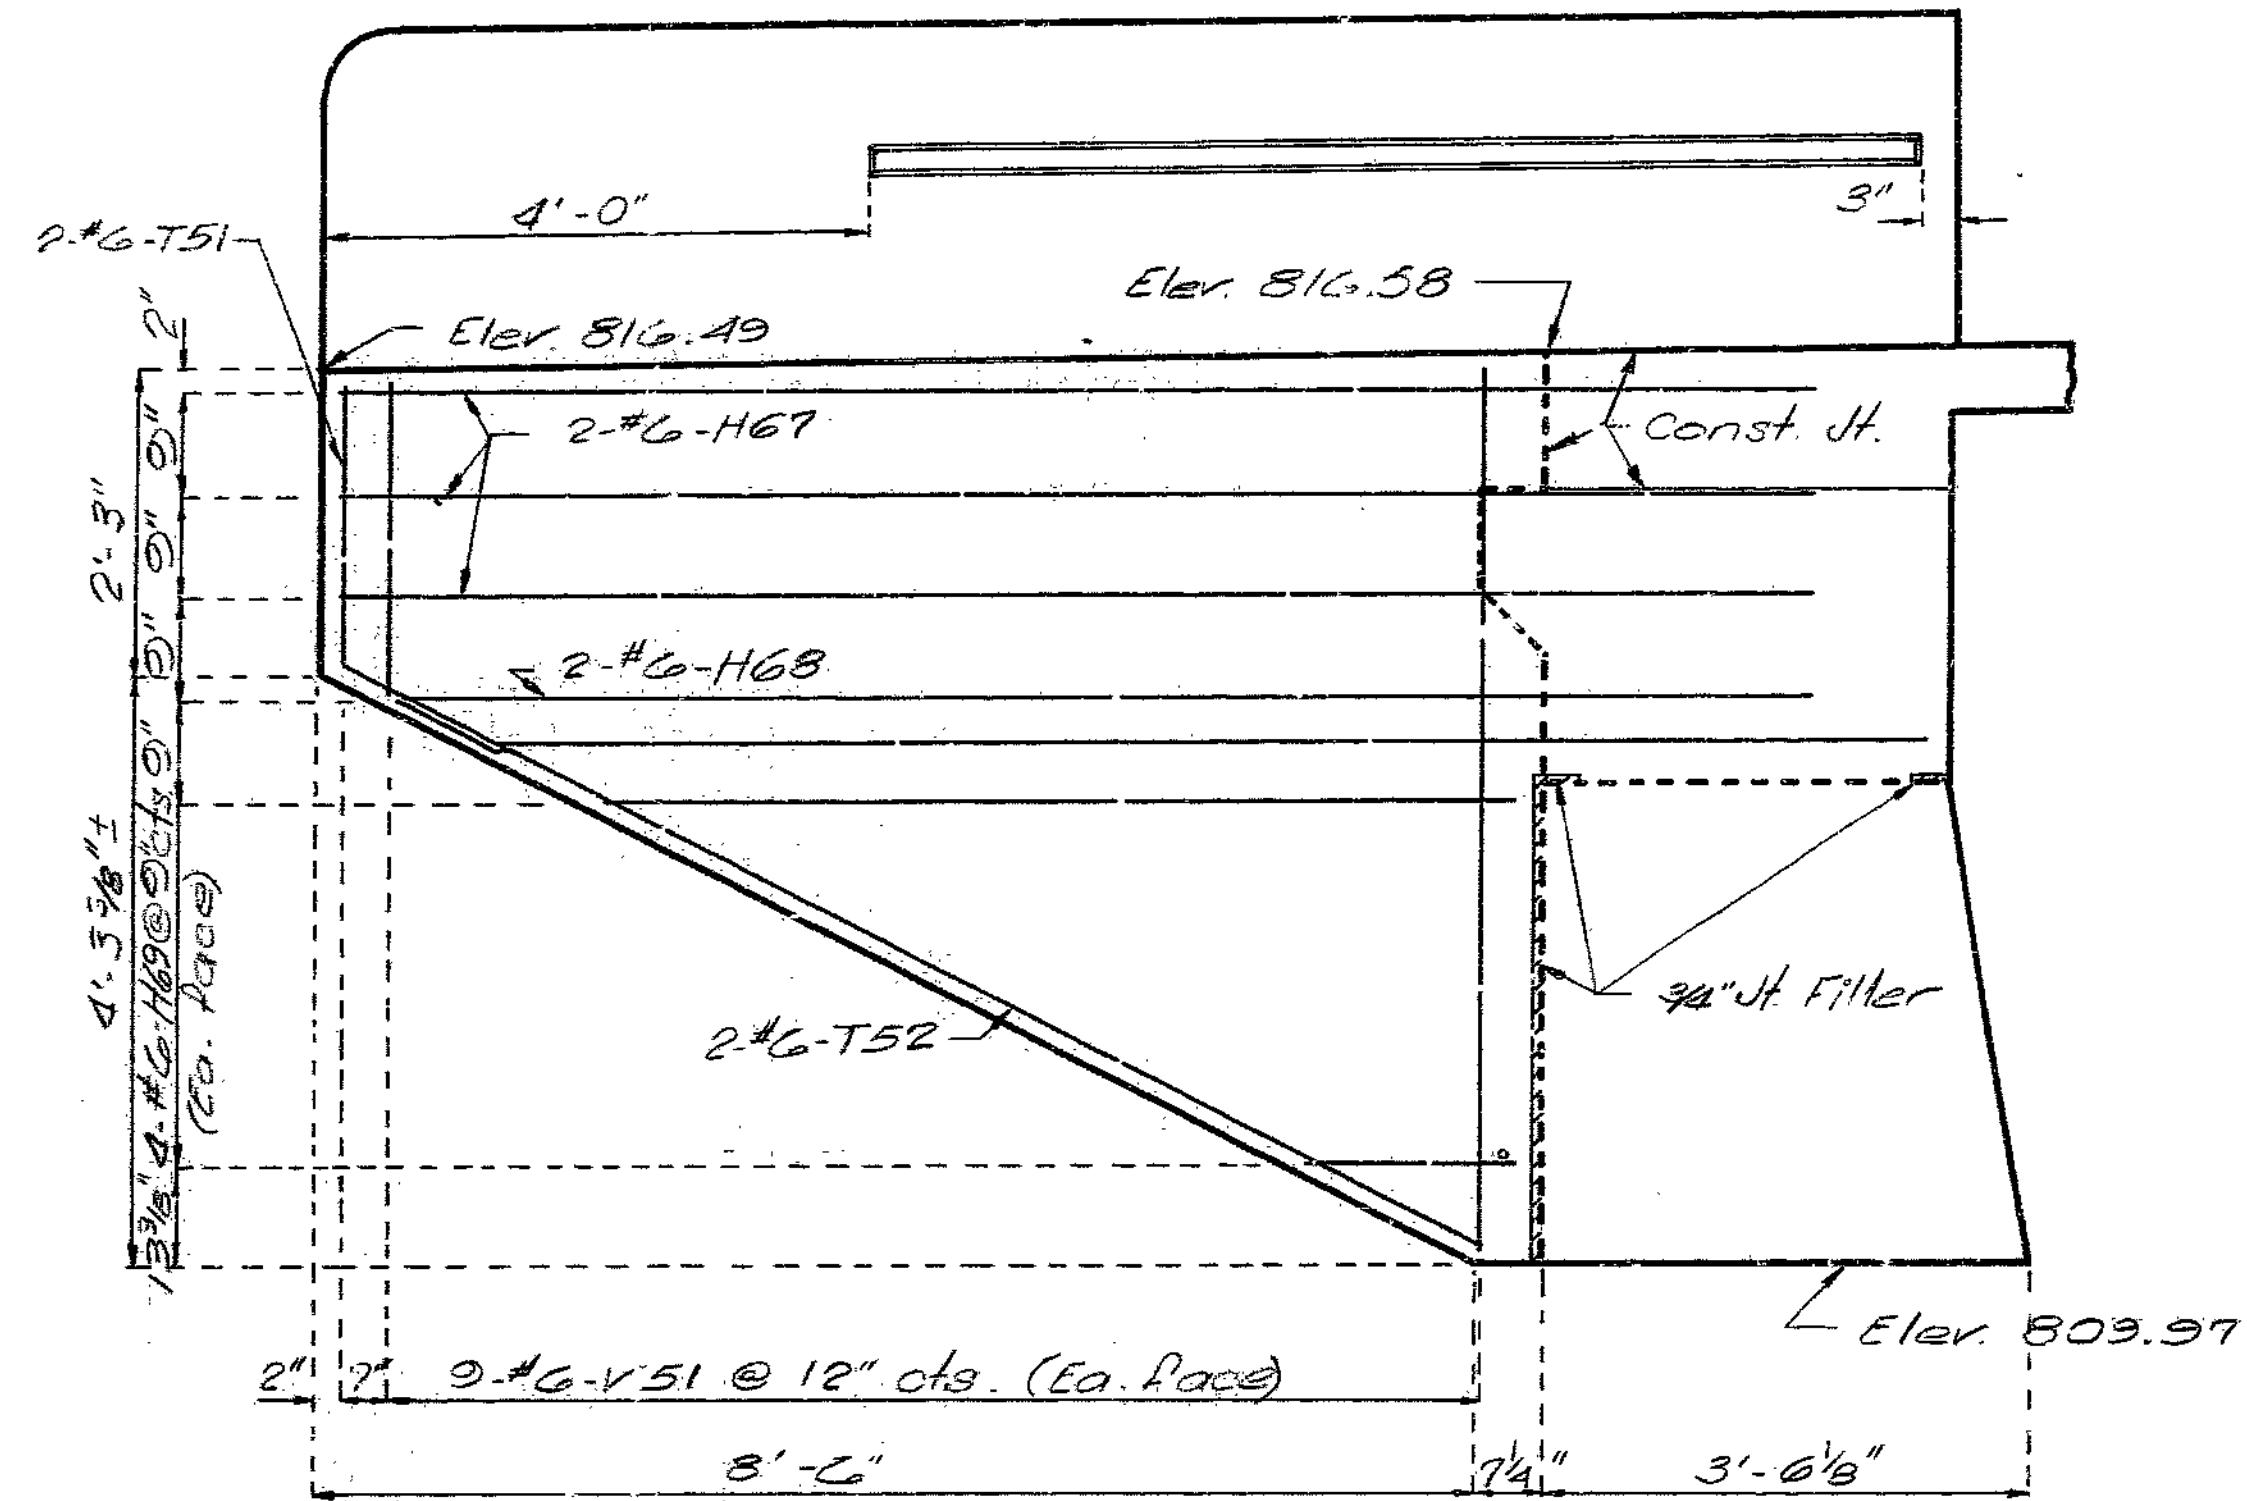 4'-0"
3"
2-#6-T51
Elev. 816.58
2"
Elev. 816.49
2-#6-H67
Const. Jt.
9"
2'-3"
9"
9"
2-#6-H68
9"
4'-3 3/8"±
4-#6-H69@9"cts
(Ea. face)
3/4" Jt. Filler
2-#6-T52
1 3 3/8"
Elev. 809.97
2"
7"
9-#6-V51 @ 12" cts. (Ea. face)
8'-6"
7 1/4"
3'-6 1/8"